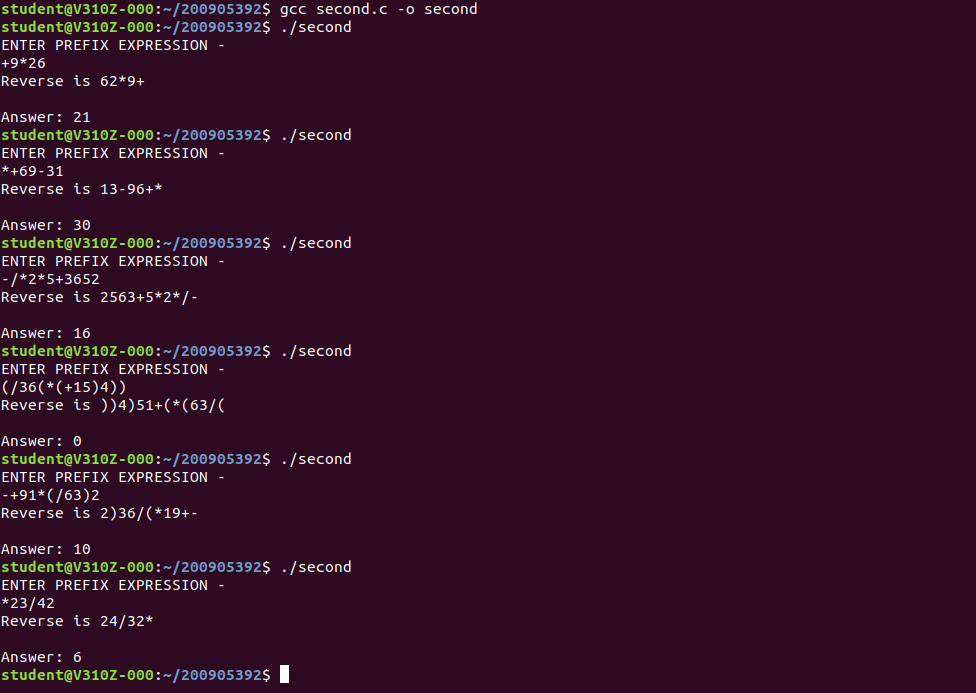 student@V310Z-000:~/200905392$ gcc second.c -o second
student@V310Z-000:~/200905392$ ./second
ENTER PREFIX EXPRESSION -
+9*26
Reverse is 62*9+
Answer: 21
student@V310Z-000:~/200905392$ ./second
ENTER PREFIX EXPRESSION -
*+69-31
Reverse is 13-96+*
Answer: 30
student@V310Z-000:~/200905392$ ./second
ENTER PREFIX EXPRESSION -
-/*2*5+3652
Reverse is 2563+5*2*/-
Answer: 16
student@V310Z-000:~/200905392$ ./second
ENTER PREFIX EXPRESSION -
(/36(*(+15)4))
Reverse is ))4)51+(*(63/(
Answer: 0
student@V310Z-000:~/200905392$ ./second
ENTER PREFIX EXPRESSION -
-+91*(/63)2
Reverse is 2)36/(*19+-
Answer: 10
student@V310Z-000:~/200905392$ ./second
ENTER PREFIX EXPRESSION -
*23/42
Reverse is 24/32*
Answer: 6
student@V310Z-000:~/200905392$